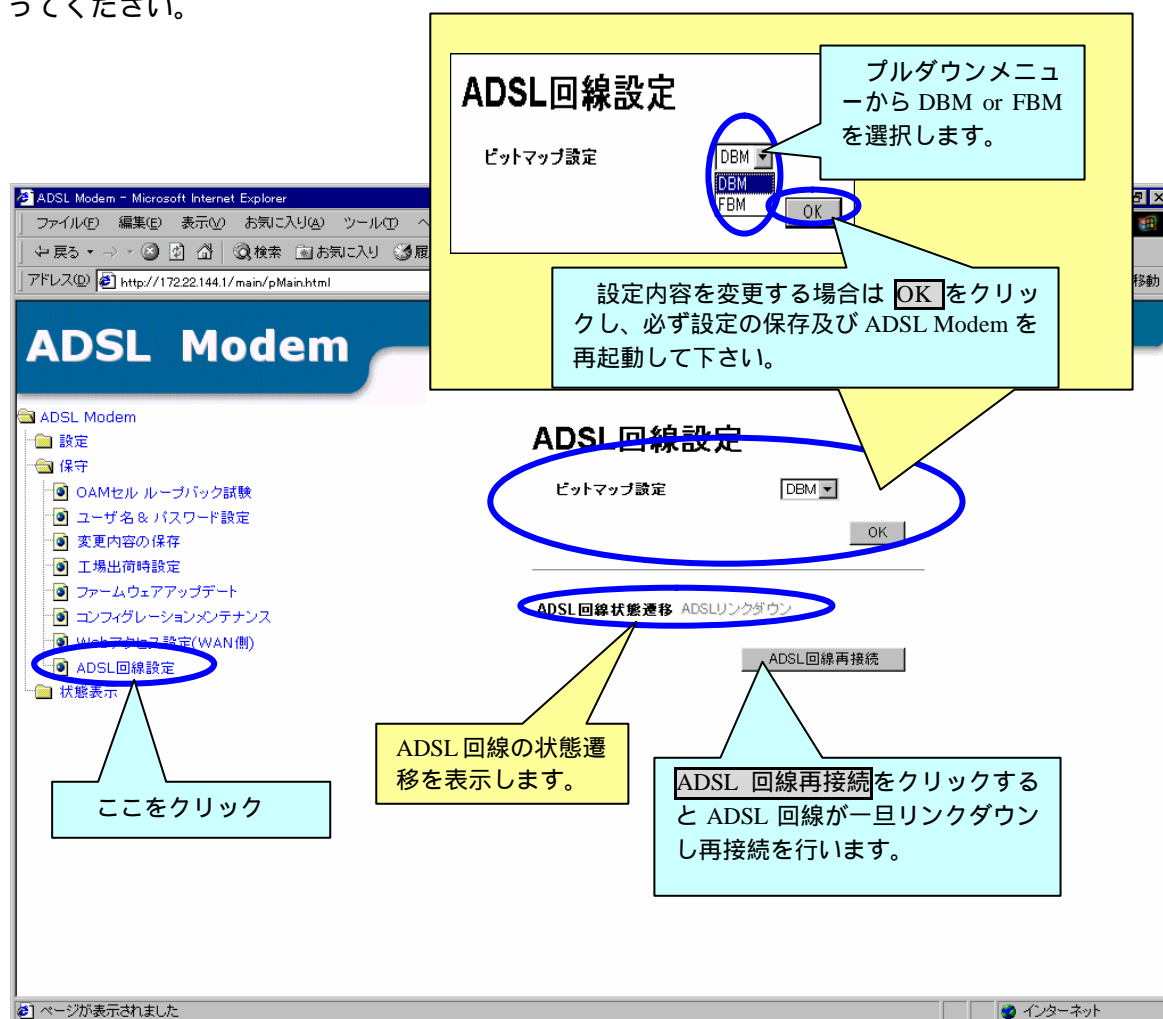 ってください。
ADSL回線設定
ビットマップ設定
DBM
DBM
FBM
OK
プルダウンメニュ
ーから DBM or FBM
を選択します。
設定内容を変更する場合は OK をクリッ
クし、必ず設定の保存及び ADSL Modem を
再起動して下さい。
ADSL Modem - Microsoft Internet Explorer
ファイル(F) 編集(E) 表示(V) お気に入り(A) ツール(T)
戻る 検索 お気に入り 履
アドレス(D) http://172.22.144.1/main/pMain.html
移動
ADSL Modem
ADSL Modem
設定
保守
OAMセル ループバック試験
ユーザ名 & パスワード設定
変更内容の保存
工場出荷時設定
ファームウェアアップデート
コンフィグレーションメンテナンス
Webアクセス設定(WAN側)
ADSL回線設定
状態表示
ここをクリック
ADSL回線設定
ビットマップ設定 DBM
OK
ADSL回線状態遷移 ADSLリンクダウン
ADSL回線再接続
ADSL 回線の状態遷
移を表示します。
ADSL 回線再接続をクリックする
と ADSL 回線が一旦リンクダウン
し再接続を行います。
ページが表示されました
インターネット